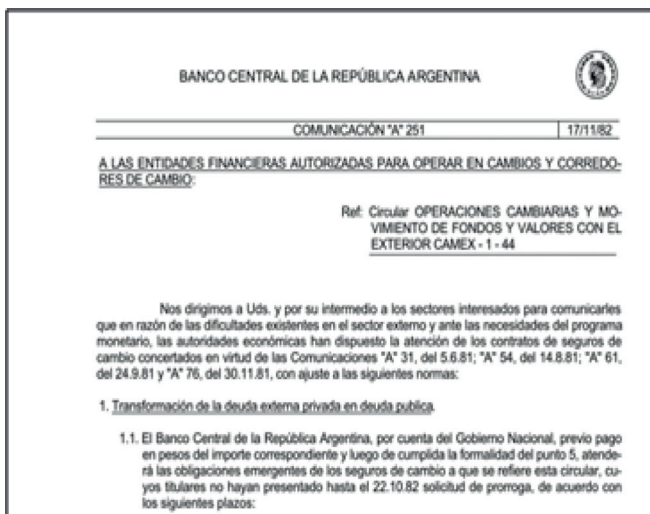 BANCO CENTRAL DE LA REPÚBLICA ARGENTINA
COMUNICACIÓN "A" 251
17/11/82
A LAS ENTIDADES FINANCIERAS AUTORIZADAS PARA OPERAR EN CAMBIOS Y CORREDO-
RES DE CAMBIO:
Ref: Circular OPERACIONES CAMBIARIAS Y MO-
VIMIENTO DE FONDOS Y VALORES CON EL
EXTERIOR CAMEX - 1 - 44
Nos dirigimos a Uds. y por su intermedio a los sectores interesados para comunicarles
que en razón de las dificultades existentes en el sector externo y ante las necesidades del programa
monetario, las autoridades económicas han dispuesto la atención de los contratos de seguros de
cambio concertados en virtud de las Comunicaciones "A" 31, del 5.6.81; "A" 54, del 14.8.81; "A" 61,
del 24.9.81 y "A" 76, del 30.11.81, con ajuste a las siguientes normas:
1. Transformación de la deuda externa privada en deuda publica.
1.1. El Banco Central de la República Argentina, por cuenta del Gobierno Nacional, previo pago
en pesos del importe correspondiente y luego de cumplida la formalidad del punto 5, atende-
rá las obligaciones emergentes de los seguros de cambio a que se refiere esta circular, cu-
yos titulares no hayan presentado hasta el 22.10.82 solicitud de prorroga, de acuerdo con
los siguientes plazos: